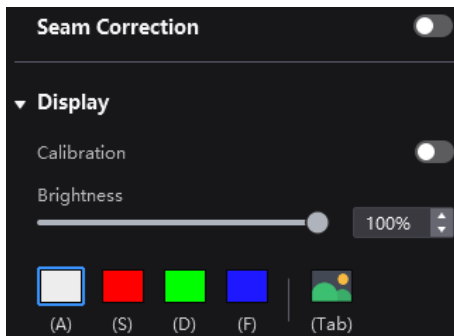 Seam Correction
Display
Calibration
Brightness
100%
(A) (S) (D) (F) (Tab)